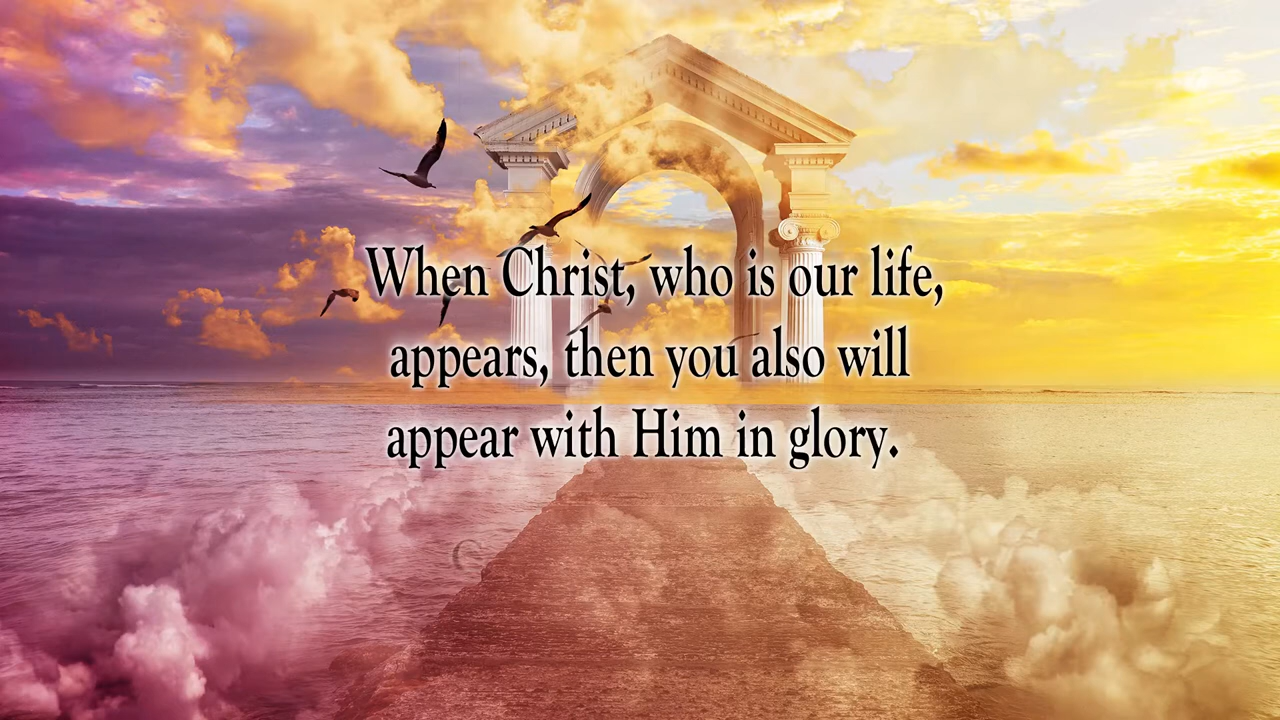 When Christ, who is our life,
appears, then you also will
appear with Him in glory.